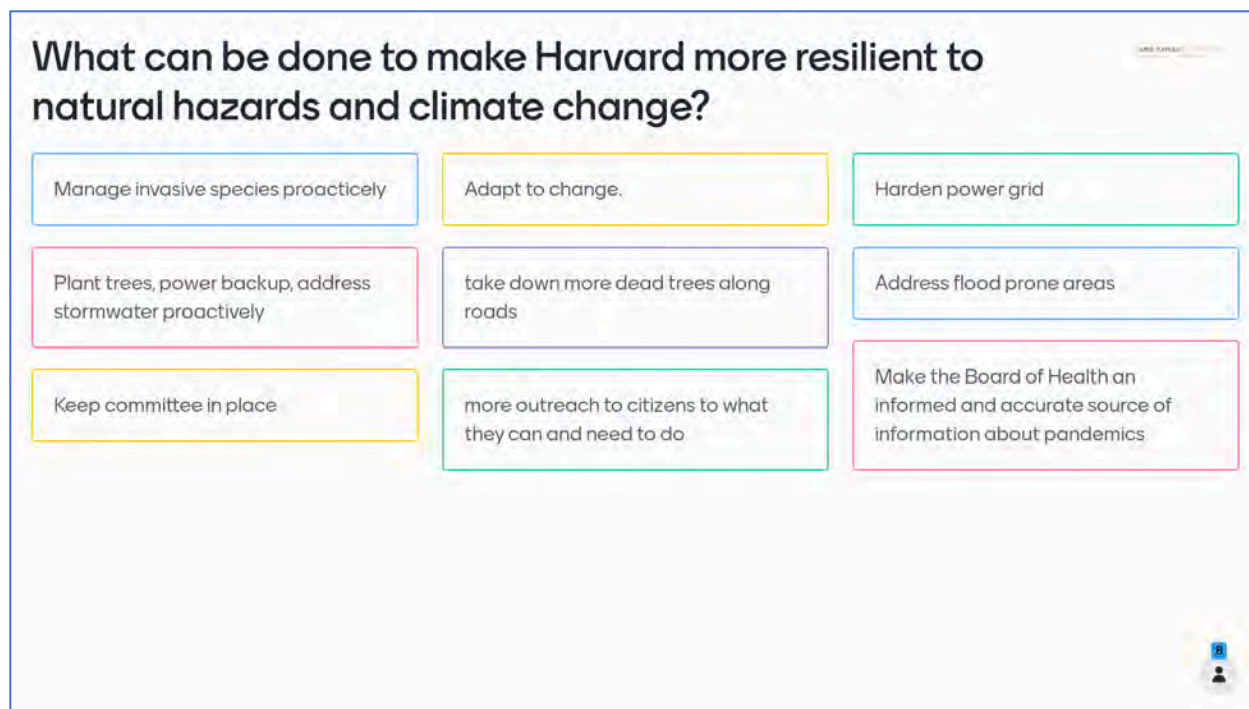 What can be done to make Harvard more resilient to
natural hazards and climate change?
Manage invasive species proacticely
Adapt to change.
Harden power grid
Plant trees, power backup, address
stormwater proactively
take down more dead trees along
roads
Address flood prone areas
Keep committee in place
more outreach to citizens to what
they can and need to do
Make the Board of Health an
informed and accurate source of
information about pandemics